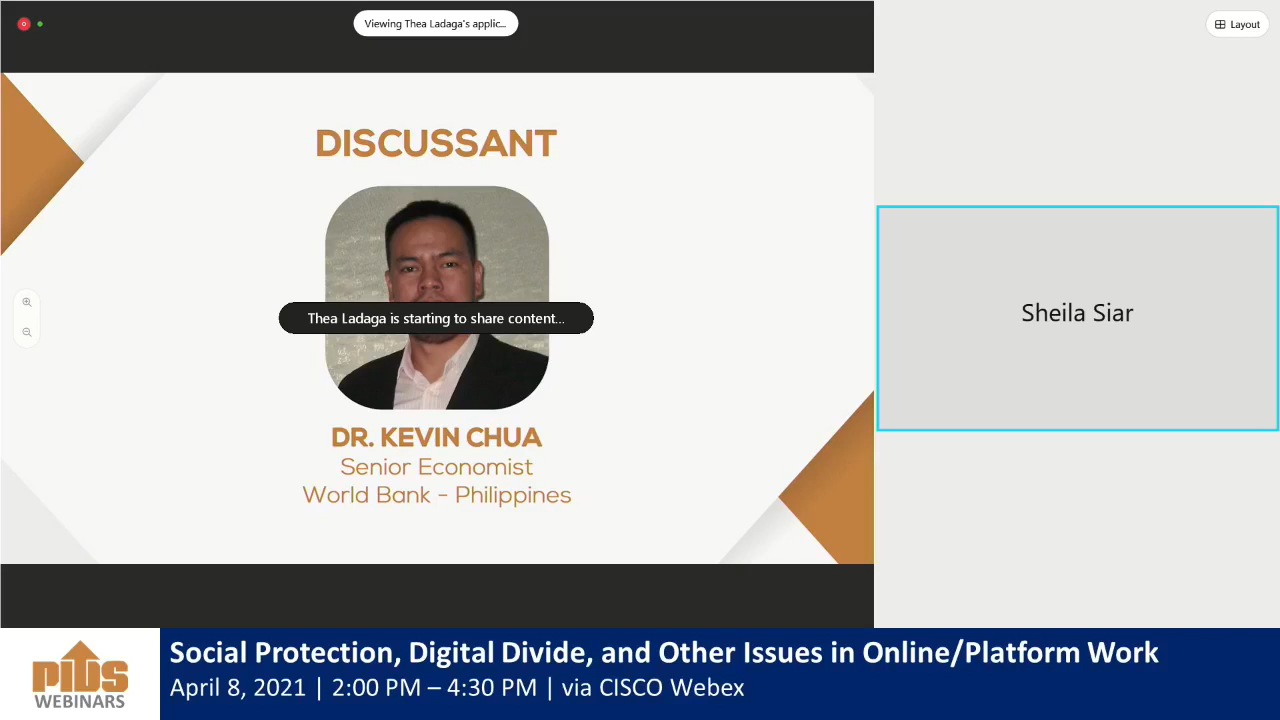 Viewing Thea Ladaga's applic...
Layout
DISCUSSANT
Thea Ladaga is starting to share content...
DR. KEVIN CHUA
Senior Economist
World Bank - Philippines
Sheila Siar
PIDS
WEBINARS
Social Protection, Digital Divide, and Other Issues in Online/Platform Work
April 8, 2021 | 2:00 PM – 4:30 PM | via CISCO Webex